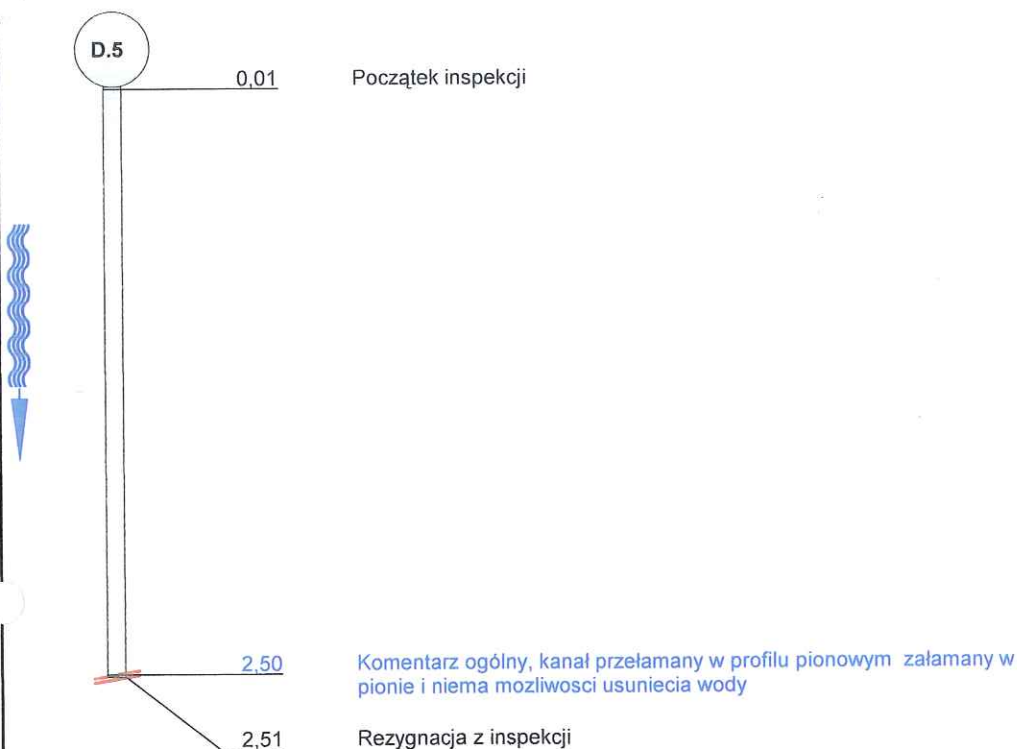 D.5
0,01 Początek inspekcji
2,50 Komentarz ogólny, kanał przełamany w profilu pionowym załamany w
pionie i niema mozliwosci usuniecia wody
2,51 Rezygnacja z inspekcji